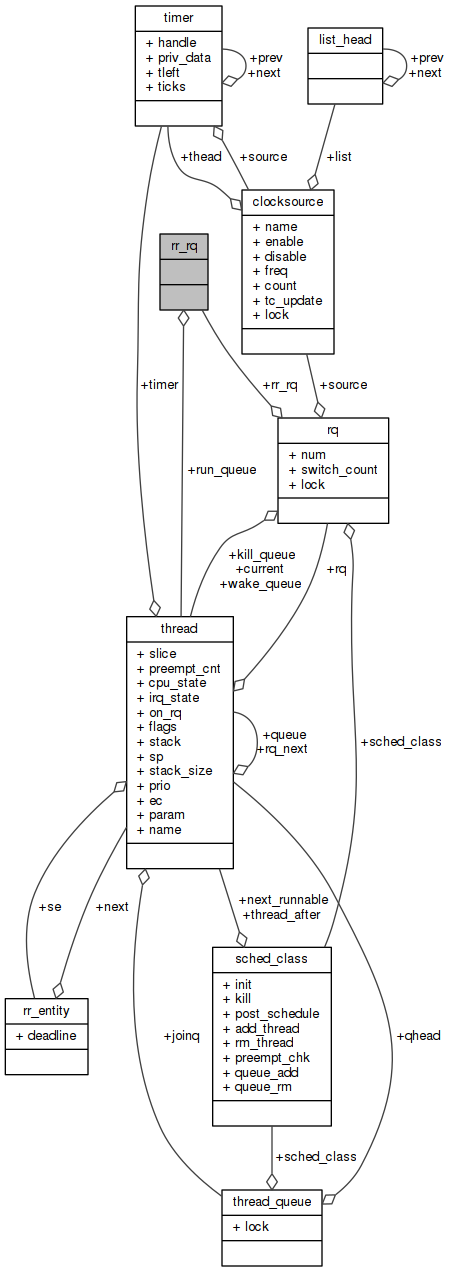 timer
+ handle
+ priv_data
+ tleft
+ ticks
+prev
+next
list_head
+prev
+next
+thead
+source
+list
clocksource
+ name
+ enable
+ disable
+ freq
+ count
+ tc_update
+ lock
rr_rq
+timer
+rr_rq
+source
+run_queue
rq
+ num
+ switch_count
+ lock
+kill_queue
+current
+wake_queue
+rq
thread
+ slice
+ preempt_cnt
+ cpu_state
+ irq_state
+ on_rq
+ flags
+ stack
+ sp
+ stack_size
+ prio
+ ec
+ param
+ name
+queue
+rq_next
+sched_class
+se
+next
+next_runnable
+thread_after
sched_class
+ init
+ kill
+ post_schedule
+ add_thread
+ rm_thread
+ preempt_chk
+ queue_add
+ queue_rm
rr_entity
+ deadline
+joinq
+qhead
+sched_class
thread_queue
+ lock